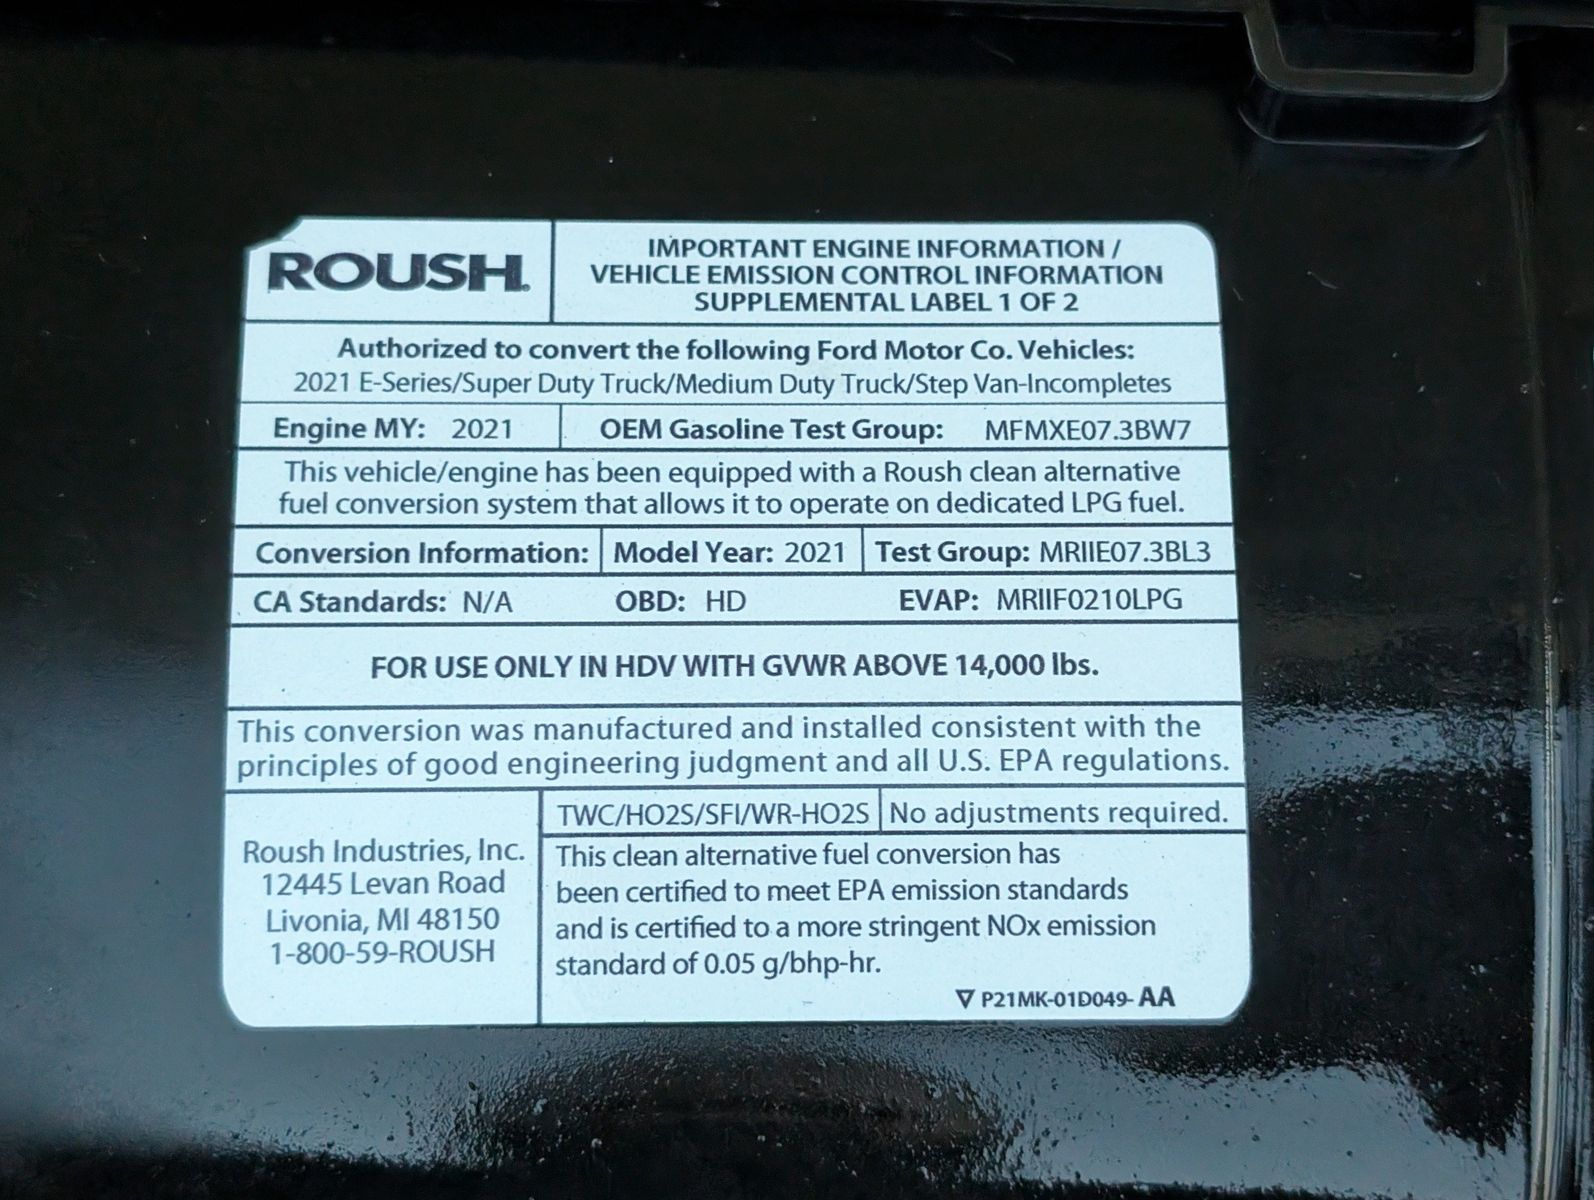 ROUSH.
IMPORTANT ENGINE INFORMATION /
VEHICLE EMISSION CONTROL INFORMATION
SUPPLEMENTAL LABEL 1 OF 2
Authorized to convert the following Ford Motor Co. Vehicles:
2021 E-Series/Super Duty Truck/Medium Duty Truck/Step Van-Incompletes
Engine MY: 2021 OEM Gasoline Test Group: MFMXE07.3BW7
This vehicle/engine has been equipped with a Roush clean alternative
fuel conversion system that allows it to operate on dedicated LPG fuel.
Conversion Information: Model Year: 2021 Test Group: MRIIE07.3BL3
CA Standards: N/A OBD: HD EVAP: MRIIF0210LPG
FOR USE ONLY IN HDV WITH GVWR ABOVE 14,000 lbs.
This conversion was manufactured and installed consistent with the
principles of good engineering judgment and all U.S. EPA regulations.
Roush Industries, Inc.
12445 Levan Road
Livonia, MI 48150
1-800-59-ROUSH
TWC/HO2S/SFI/WR-HO2S No adjustments required.
This clean alternative fuel conversion has
been certified to meet EPA emission standards
and is certified to a more stringent NOx emission
standard of 0.05 g/bhp-hr.
P21MK-01D049-AA